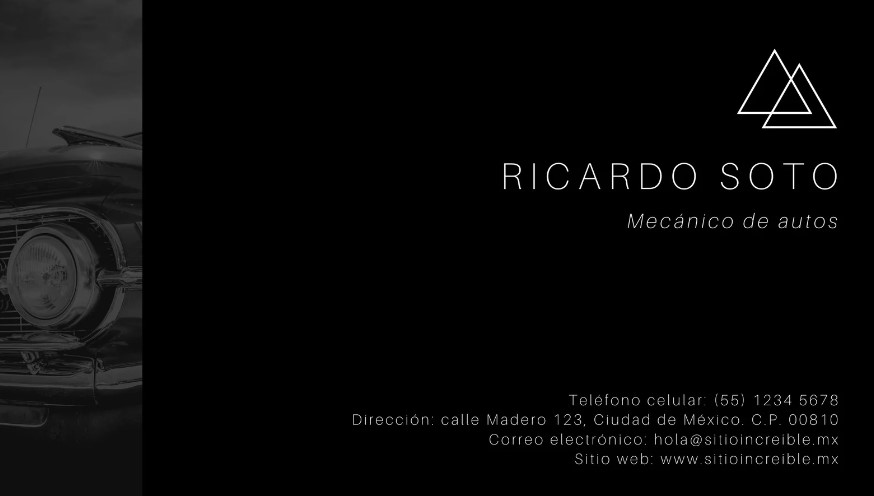 RICARDO SOTO
Mecánico de autos
Teléfono celular: (55) 1234 5678
Dirección: calle Madero 123, Ciudad de México. C.P. 00810
Correo electrónico: hola@sitioincreible.mx
Sitio web: www.sitioincreible.mx